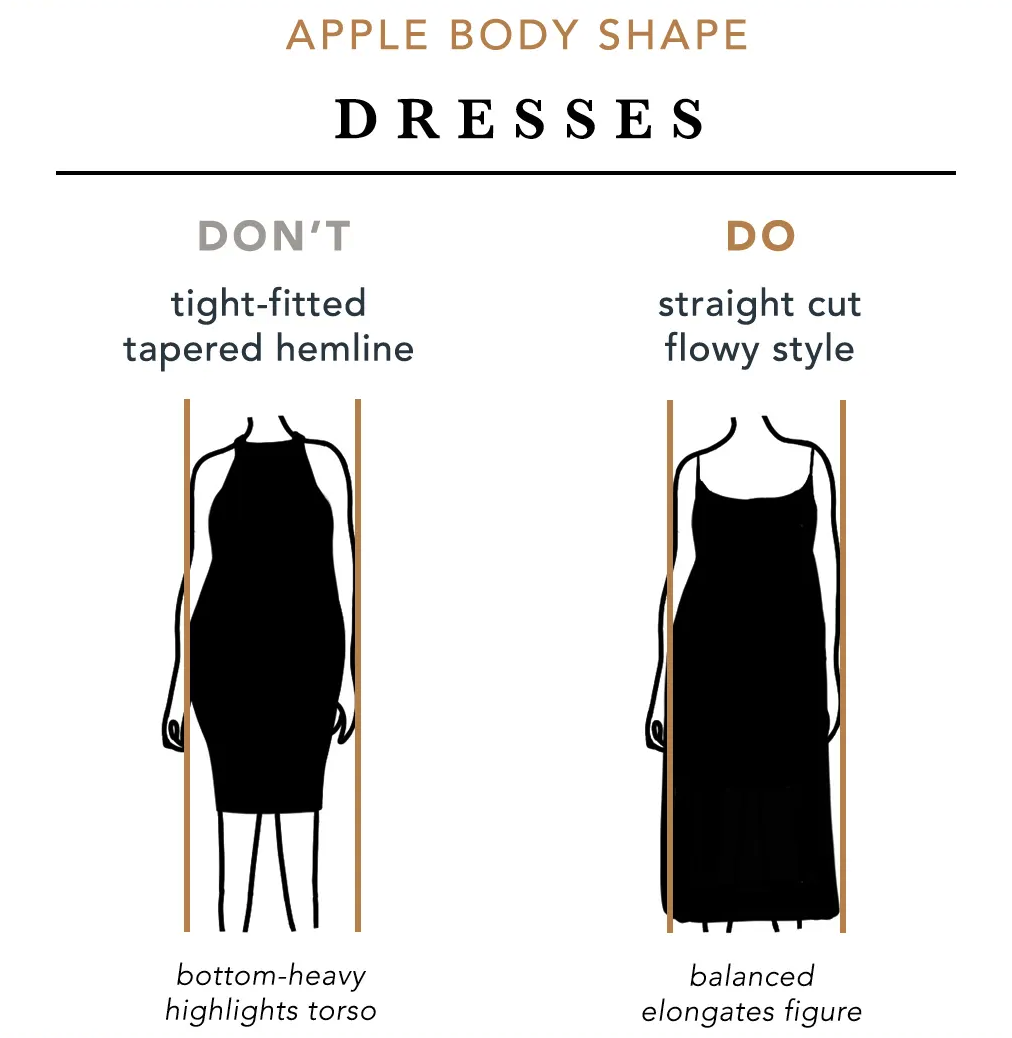 APPLE BODY SHAPE
DRESSES
DON'T
tight-fitted
tapered hemline
bottom-heavy
highlights torso
DO
straight cut
flowy style
balanced
elongates figure